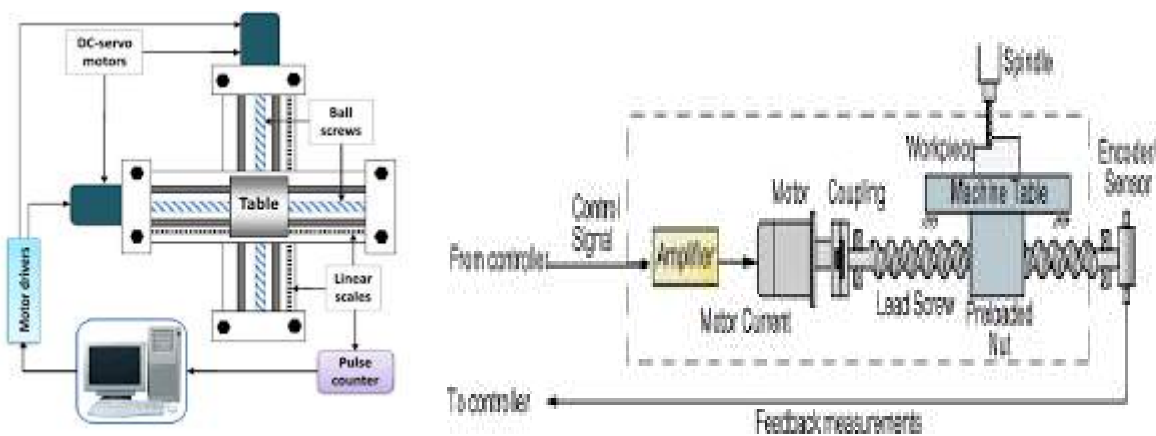 DC-servo
motors
Ball
screws
Table
Motor drivers
Linear
scales
Pulse
counter
Spindle
Workpiece
Encoder/
Sensor
Machine Table
Motor
Coupling
Control
Signal
From controller
Amplifier
Lead Screw
Preloaded
Nut
Motor Current
To controller
Feedback measurements